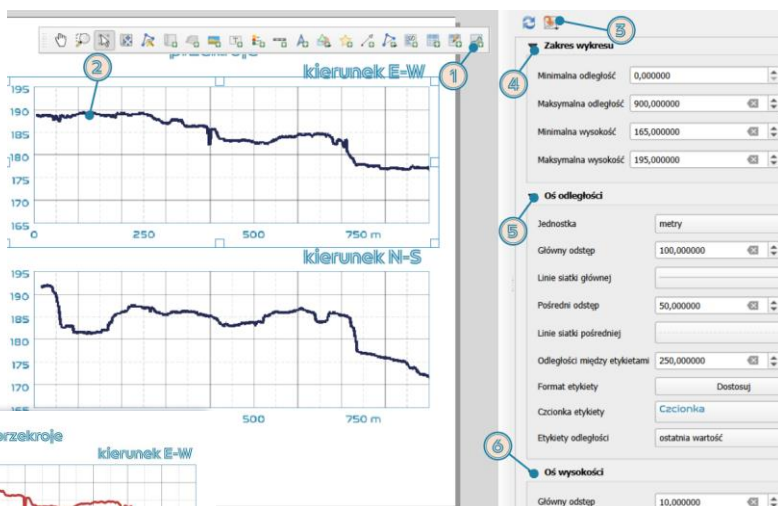 przekroje
kierunek E-W
195
190
185
180
175
170
165
0 250 500 750 m
kierunek N-S
195
190
185
180
175
170
165
500 750 m
przekroje
kierunek E-W
1
2
3
4
5
6
Zakres wykresu
Minimalna odległość 0,000000
Maksymalna odległość 900,000000
Minimalna wysokość 165,000000
Maksymalna wysokość 195,000000
Oś odległości
Jednostka metry
Główny odstęp 100,000000
Linie siatki głównej
Pośredni odstęp 50,000000
Linie siatki pośredniej
Odległości między etykietami 250,000000
Format etykiety Dostosuj
Czcionka etykiety Czcionka
Etykiety odległości ostatnia wartość
Oś wysokości
Główny odstęp 10,000000